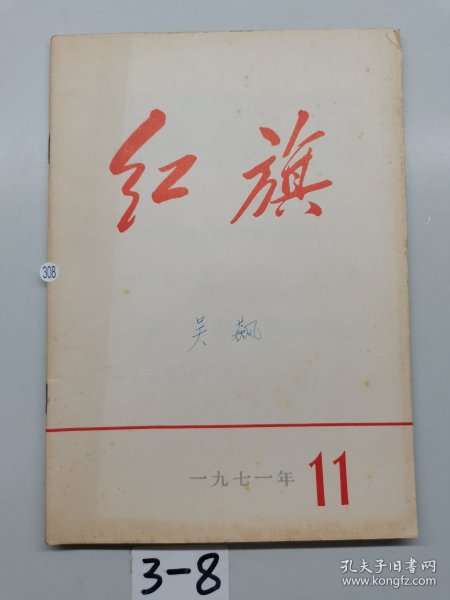 红旗
308
吴飙
一九七一年 11
3-8
孔夫子旧书网
www.kongfz.com